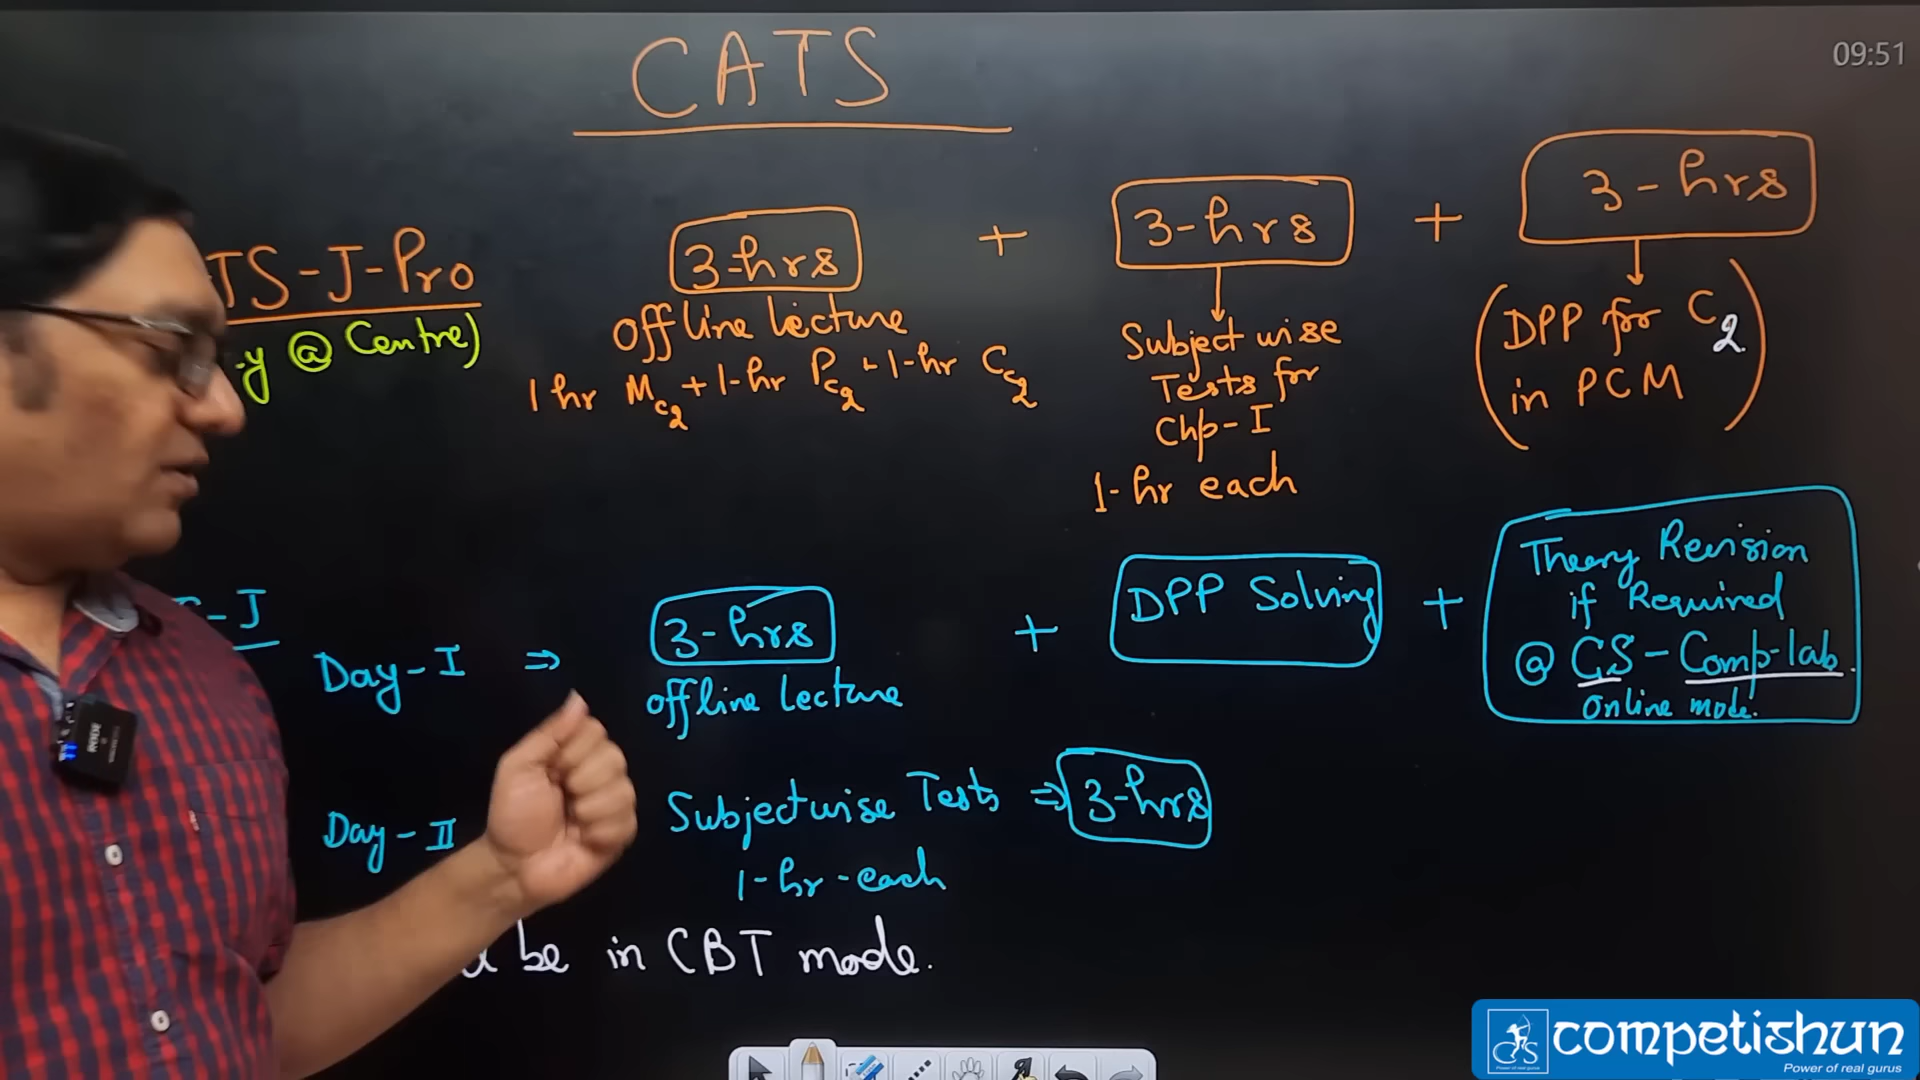 CATS
09:51
TS-J-Pro
3-hrs + 3-hrs + 3-hrs
-y @ Centre)
offline lecture
1 hr Mc2 + 1-hr Pc2 + 1-hr Cc2
Subject wise
Tests for
Chp-I
1-hr each
(DPP for C2
in PCM)
-J
Day-I ⇒ 3-hrs + DPP Solving +
offline lecture
Theory Revision
if Required
@ CS-Comp-lab.
online mode.
Day-II Subjectwise Tests ⇒ 3-hrs
1-hr-each
be in CBT mode.
competishun
Power of real gurus